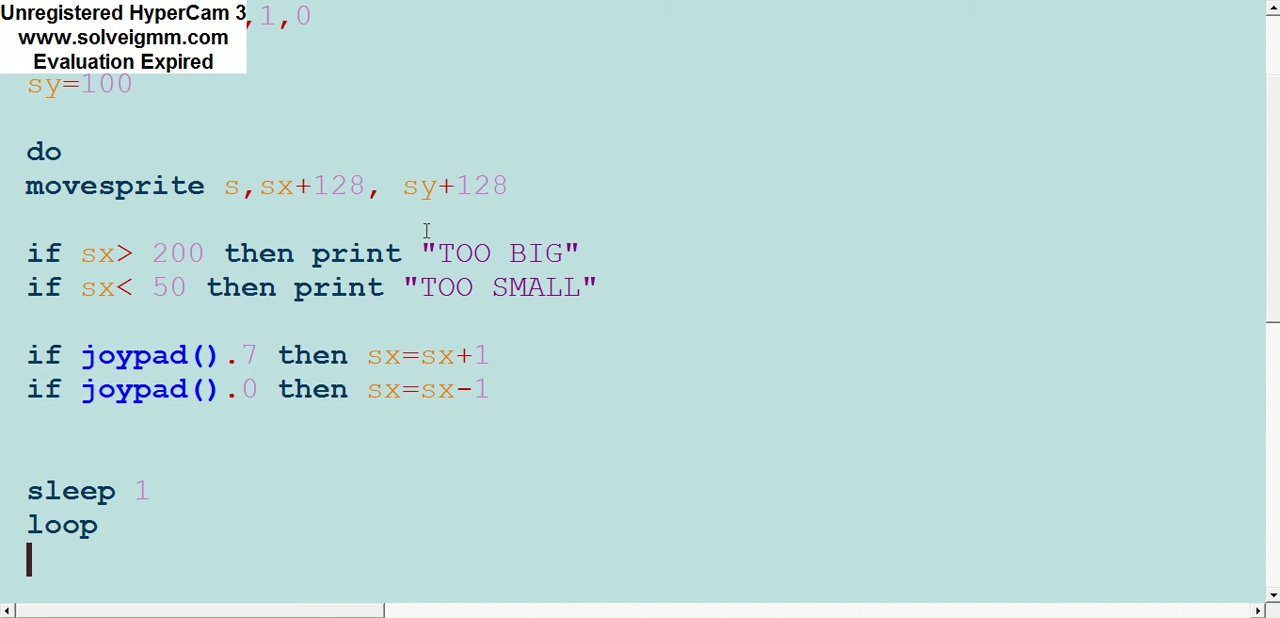 Unregistered HyperCam 3
,1,0
www.solveigmm.com
Evaluation Expired
sy=100
do
movesprite s,sx+128, sy+128
if sx> 200 then print "TOO BIG"
if sx< 50 then print "TOO SMALL"
if joypad().7 then sx=sx+1
if joypad().0 then sx=sx-1
sleep 1
loop